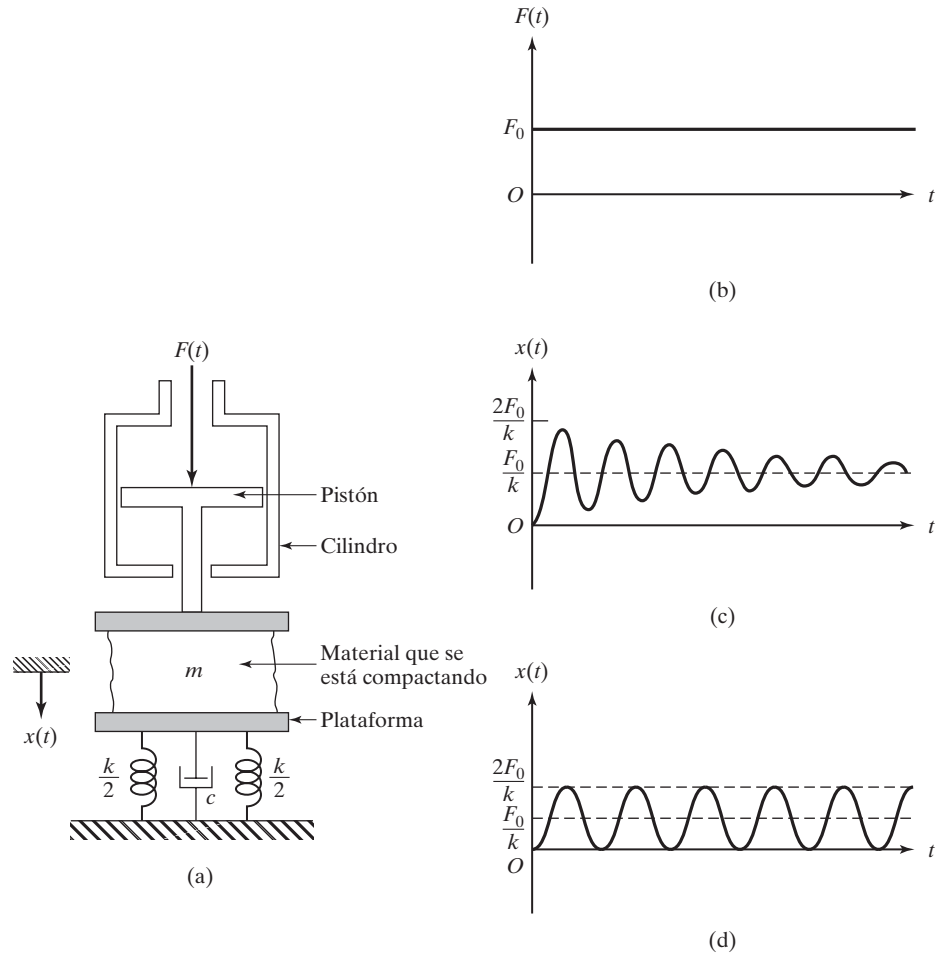 F(t)
F₀
O
t
(b)
F(t)
Pistón
Cilindro
m
Material que se
está compactando
Plataforma
x(t)
k/2
c
k/2
(a)
x(t)
2F₀/k
F₀/k
O
t
(c)
x(t)
2F₀/k
F₀/k
O
t
(d)